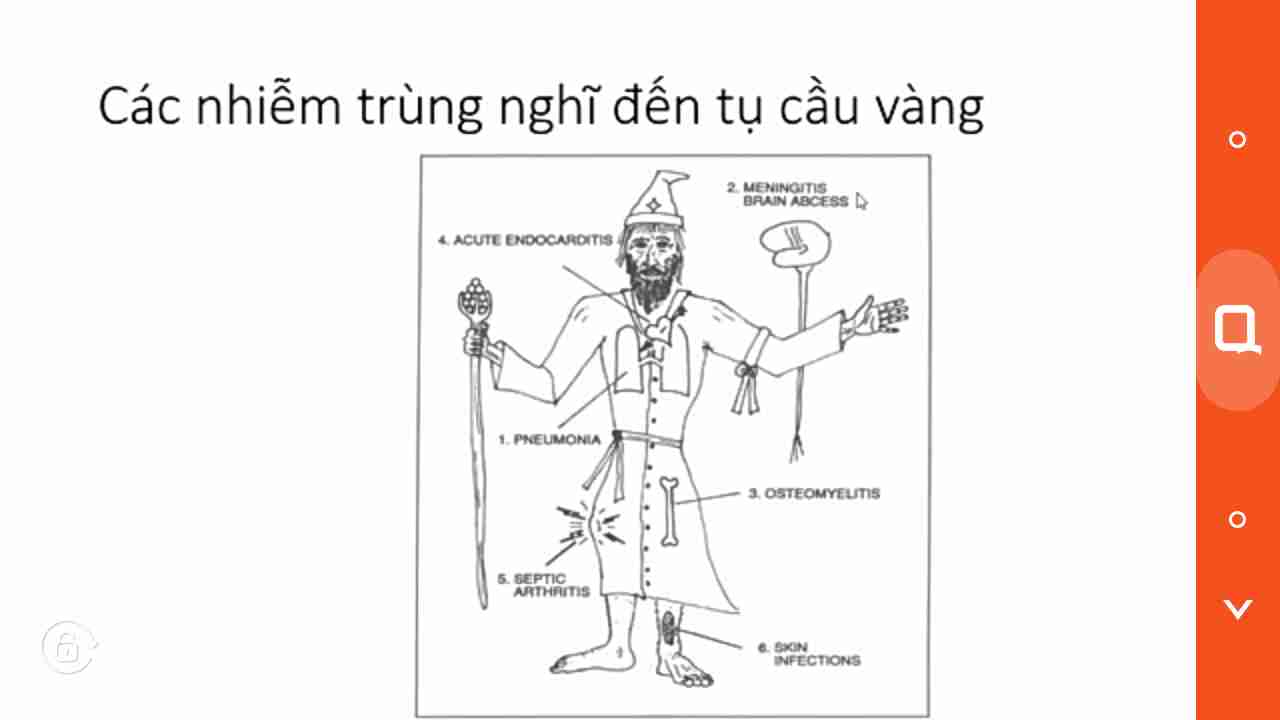 Các nhiễm trùng nghĩ đến tụ cầu vàng
2. MENINGITIS
BRAIN ABCESS
4. ACUTE ENDOCARDITIS
1. PNEUMONIA
3. OSTEOMYELITIS
5. SEPTIC
ARTHRITIS
6. SKIN
INFECTIONS